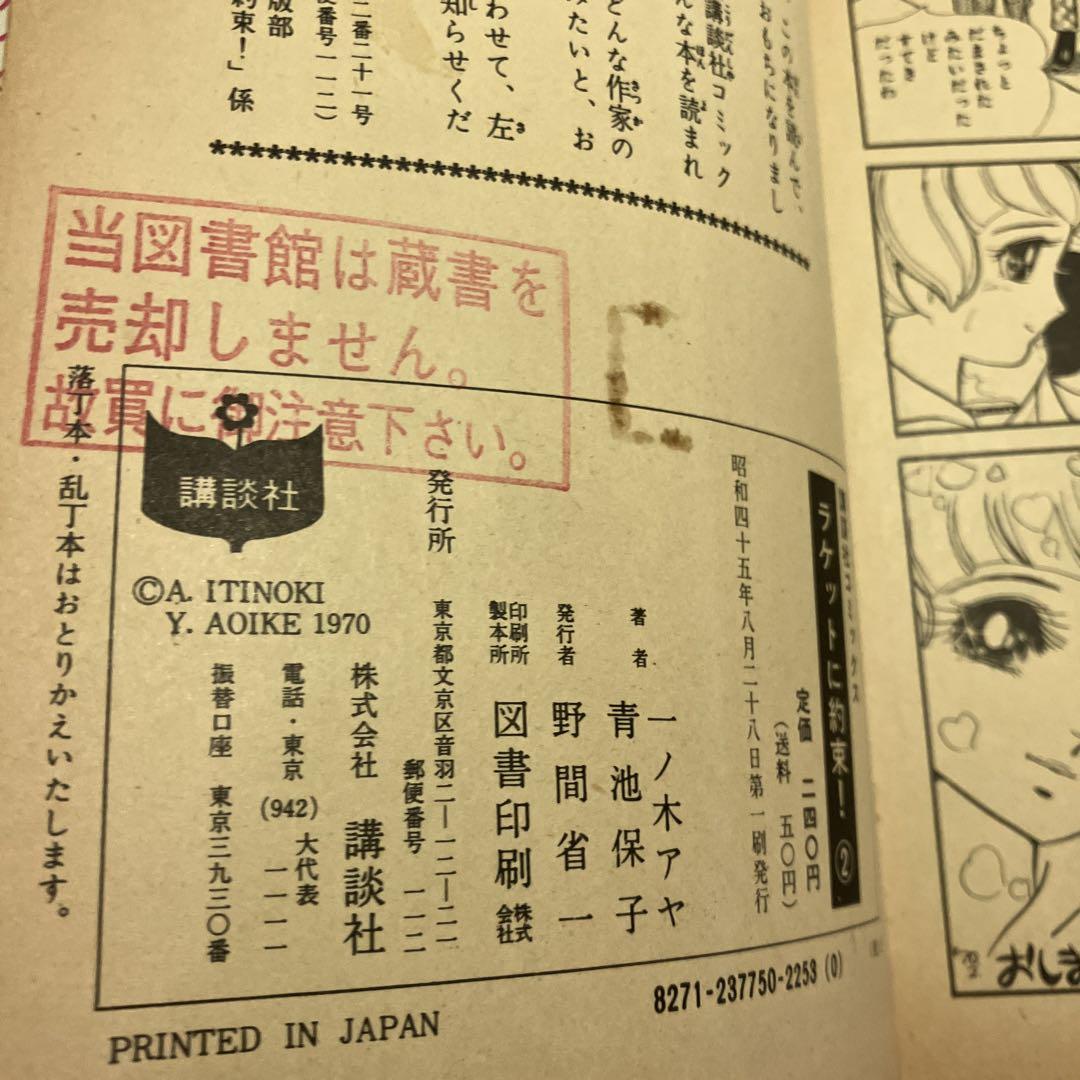 この本を読んで、
おもちになりまし
講談社コミック
んな本を読まれ
どんな作家の
みたいと、お
わせて、左
知らせくだ
二番二十一号
郵便番号一一二)
版部
約束!」係
************************************************
当図書館は蔵書を
売却しません。
故買に御注意下さい。
ラケットに約束! ②
定価 二四〇円
(送料 五〇円)
昭和四十五年八月二十八日第一刷発行
著者 一ノ木アヤ
青池保子
発行者 野間省一
印刷所
製本所 図書印刷株式会社
発行所
東京都文京区音羽二―一二―二一
郵便番号 一一二
株式会社 講談社
電話・東京(942)大代表一一一一
振替口座 東京三九三〇番
講談社
©A. ITINOKI
Y. AOIKE 1970
落丁本・乱丁本はおとりかえいたします。
8271-237750-2253 (0)
PRINTED IN JAPAN
ちょっと
だまされた
みたいだった
けど
すてき
だったわ
おしま